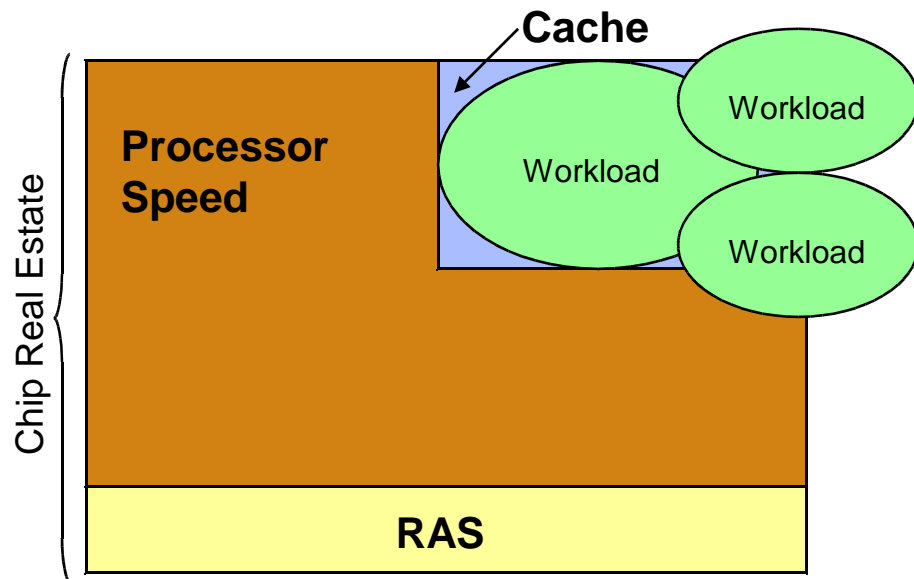 Cache
Processor
Speed
Workload
Workload
Workload
Chip Real Estate
RAS